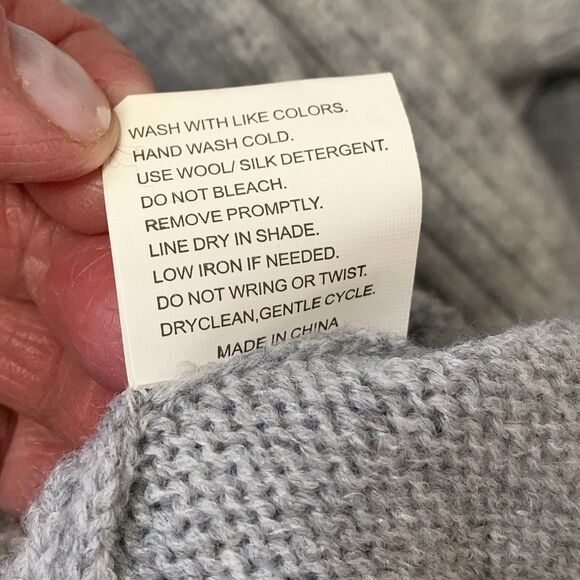 WASH WITH LIKE COLORS.
HAND WASH COLD.
USE WOOL/ SILK DETERGENT.
DO NOT BLEACH.
REMOVE PROMPTLY.
LINE DRY IN SHADE.
LOW IRON IF NEEDED.
DO NOT WRING OR TWIST.
DRYCLEAN,GENTLE CYCLE.
MADE IN CHINA